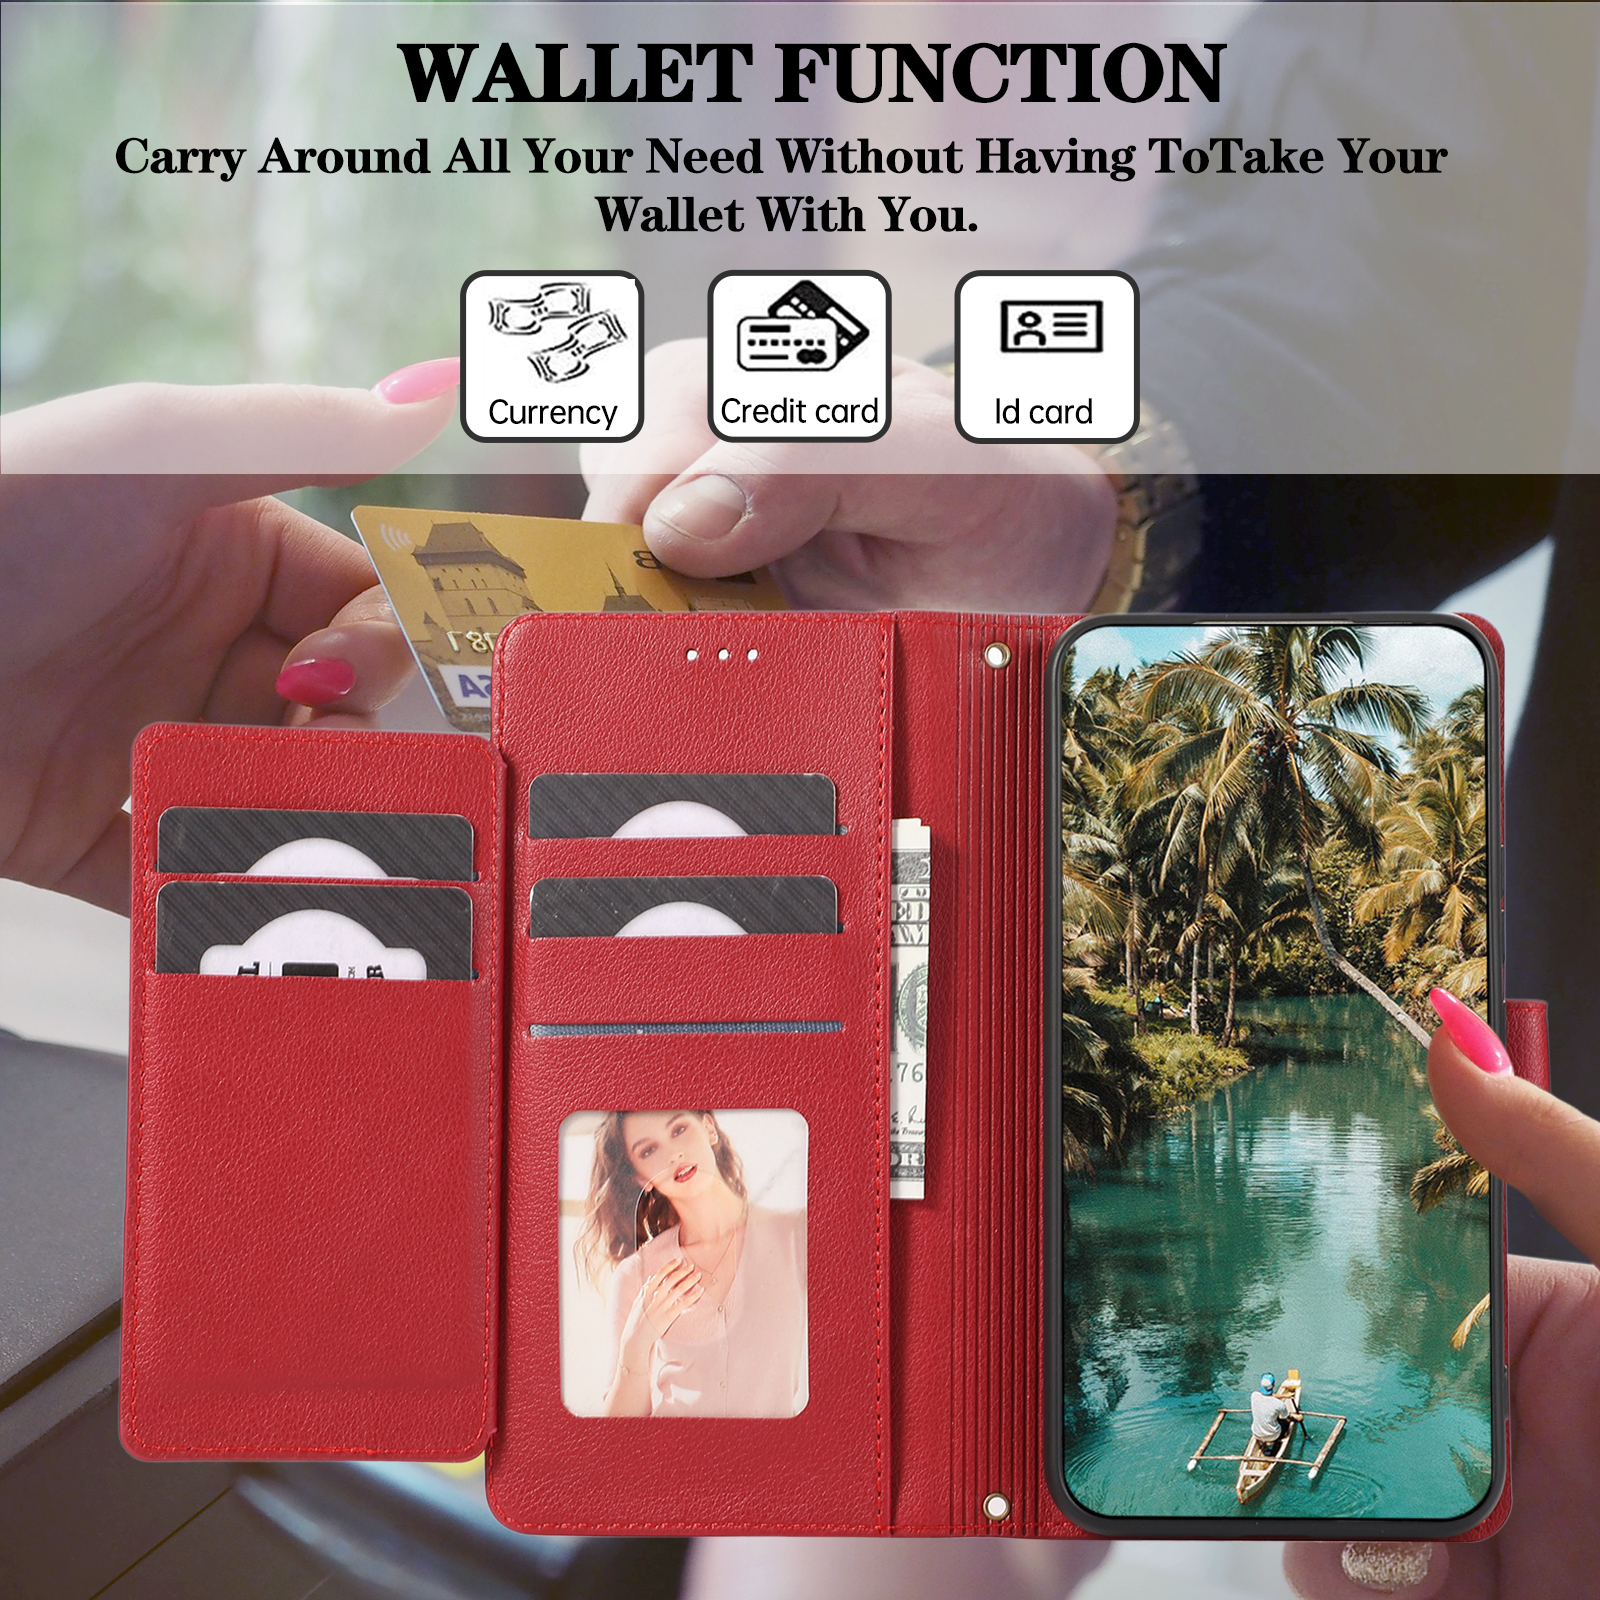 WALLET FUNCTION
Carry Around All Your Need Without Having ToTake Your
Wallet With You.
Currency
Credit card
Id card